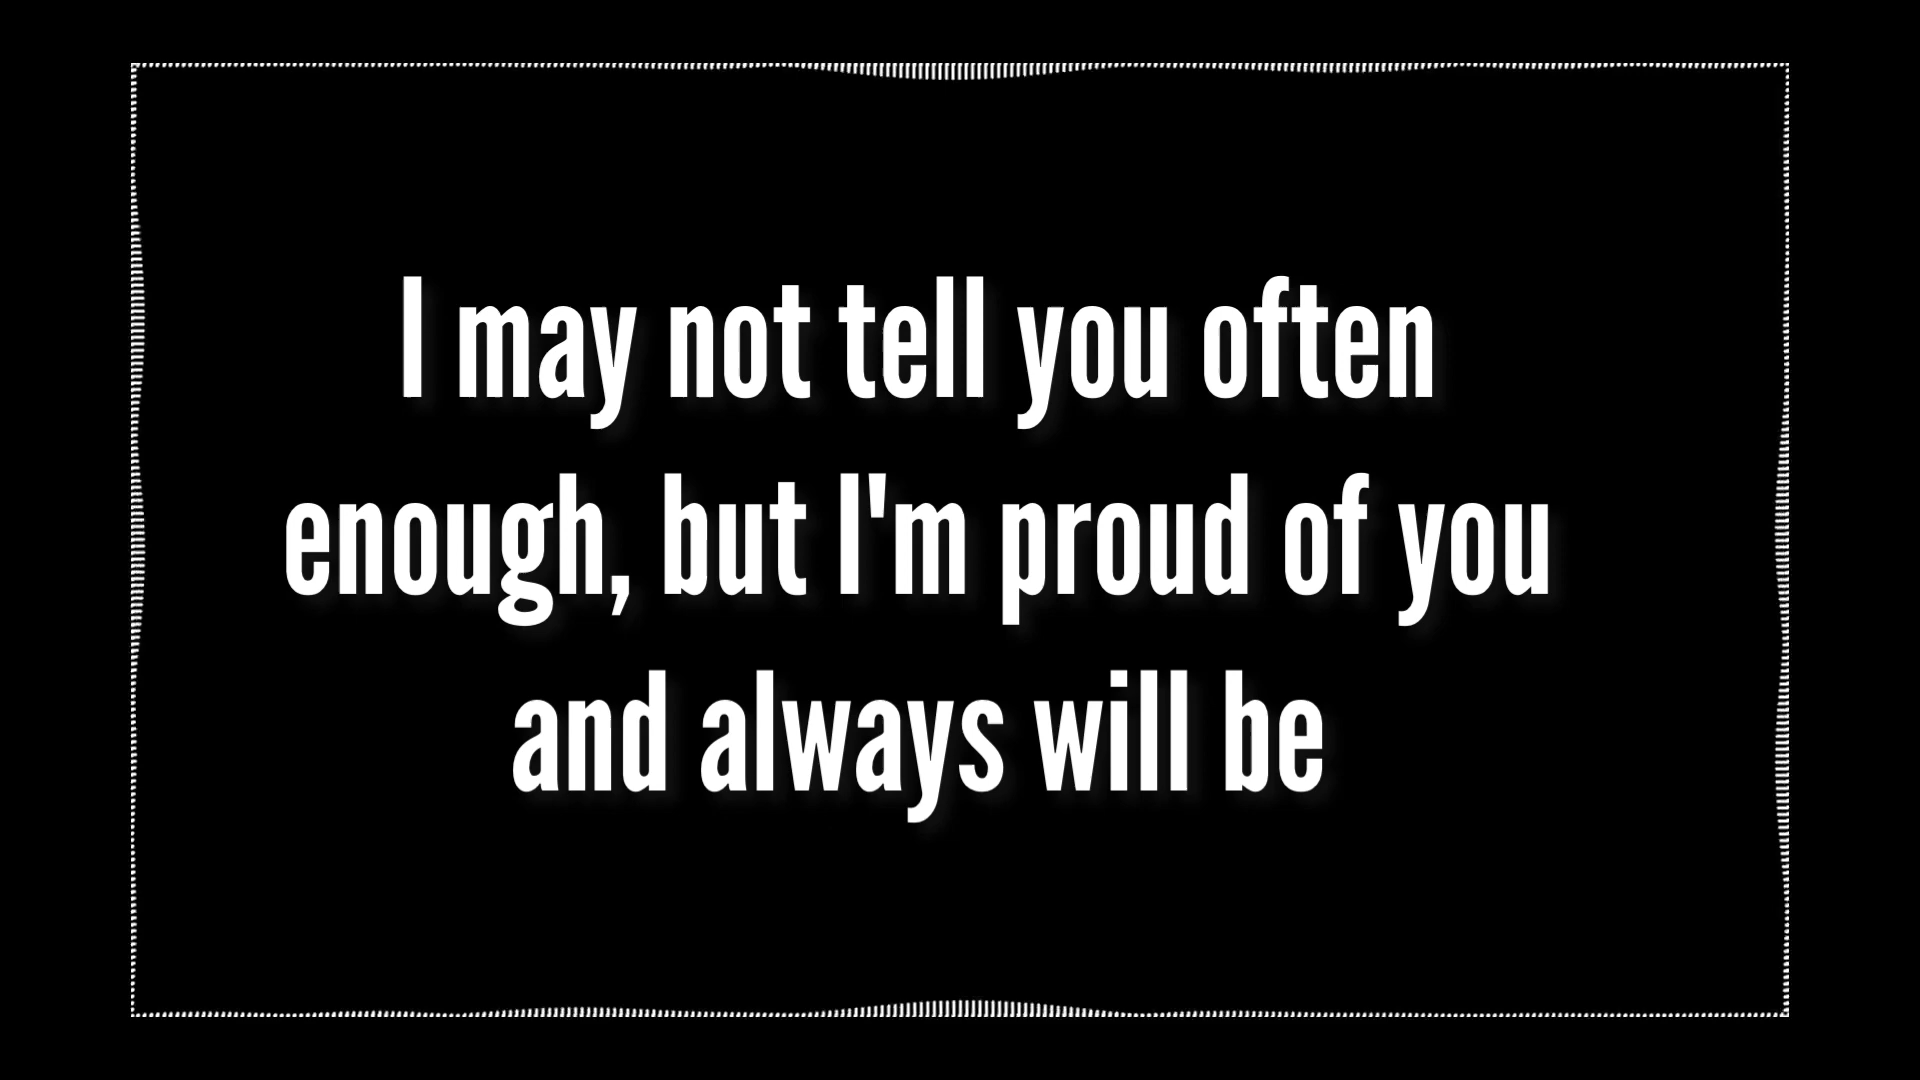 I may not tell you often
enough, but I'm proud of you
and always will be